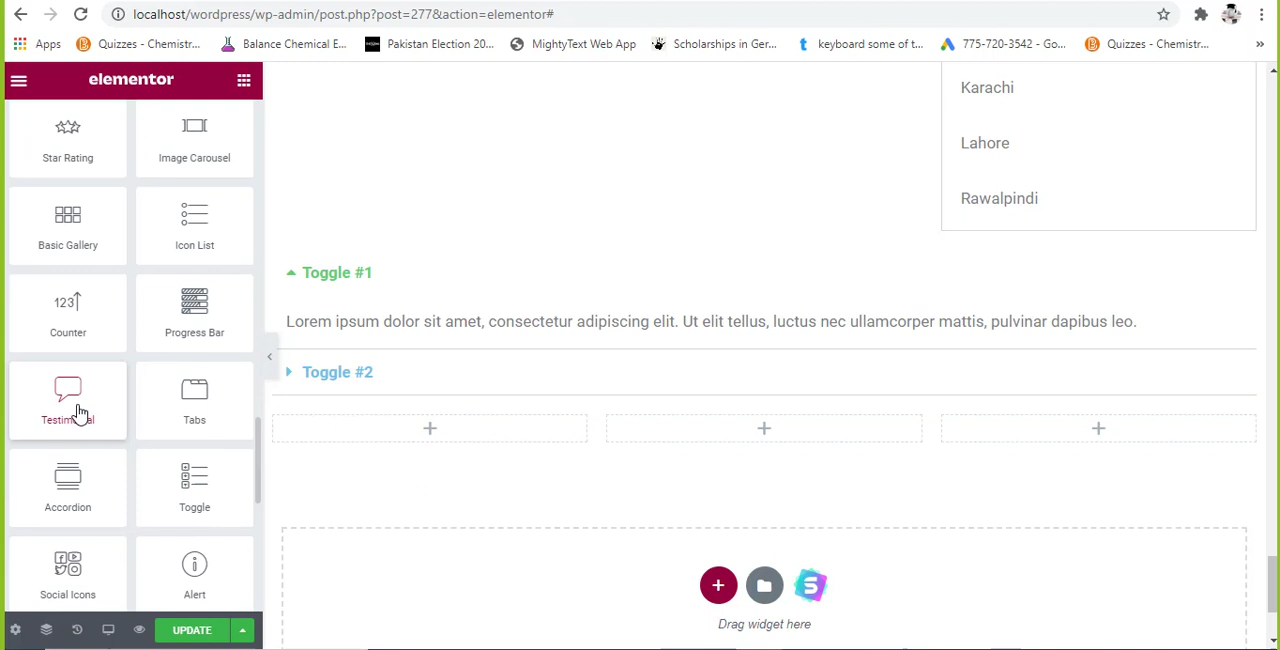 localhost/wordpress/wp-admin/post.php?post=277&action=elementor#
Apps Quizzes - Chemistr... Balance Chemical E... Pakistan Election 20... MightyText Web App Scholarships in Ger... keyboard some of t... 775-720-3542 - Go... Quizzes - Chemistr... »
elementor
Star Rating Image Carousel
Basic Gallery Icon List
123 Counter Progress Bar
Testimonial Tabs
Accordion Toggle
Social Icons Alert
UPDATE
Karachi
Lahore
Rawalpindi
Toggle #1
Lorem ipsum dolor sit amet, consectetur adipiscing elit. Ut elit tellus, luctus nec ullamcorper mattis, pulvinar dapibus leo.
Toggle #2
Drag widget here